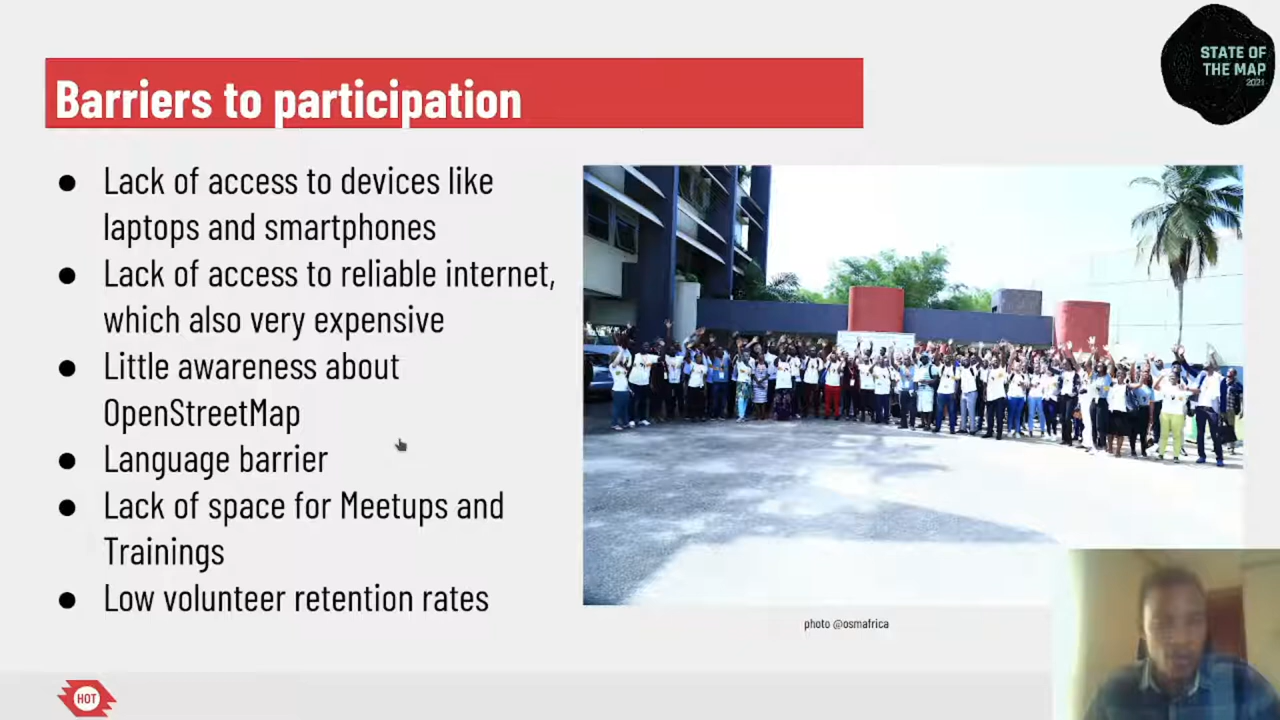 STATE OF
THE MAP
2021
Barriers to participation
● Lack of access to devices like
laptops and smartphones
● Lack of access to reliable internet,
which also very expensive
● Little awareness about
OpenStreetMap
● Language barrier
● Lack of space for Meetups and
Trainings
● Low volunteer retention rates
photo @osmafrica
HOT